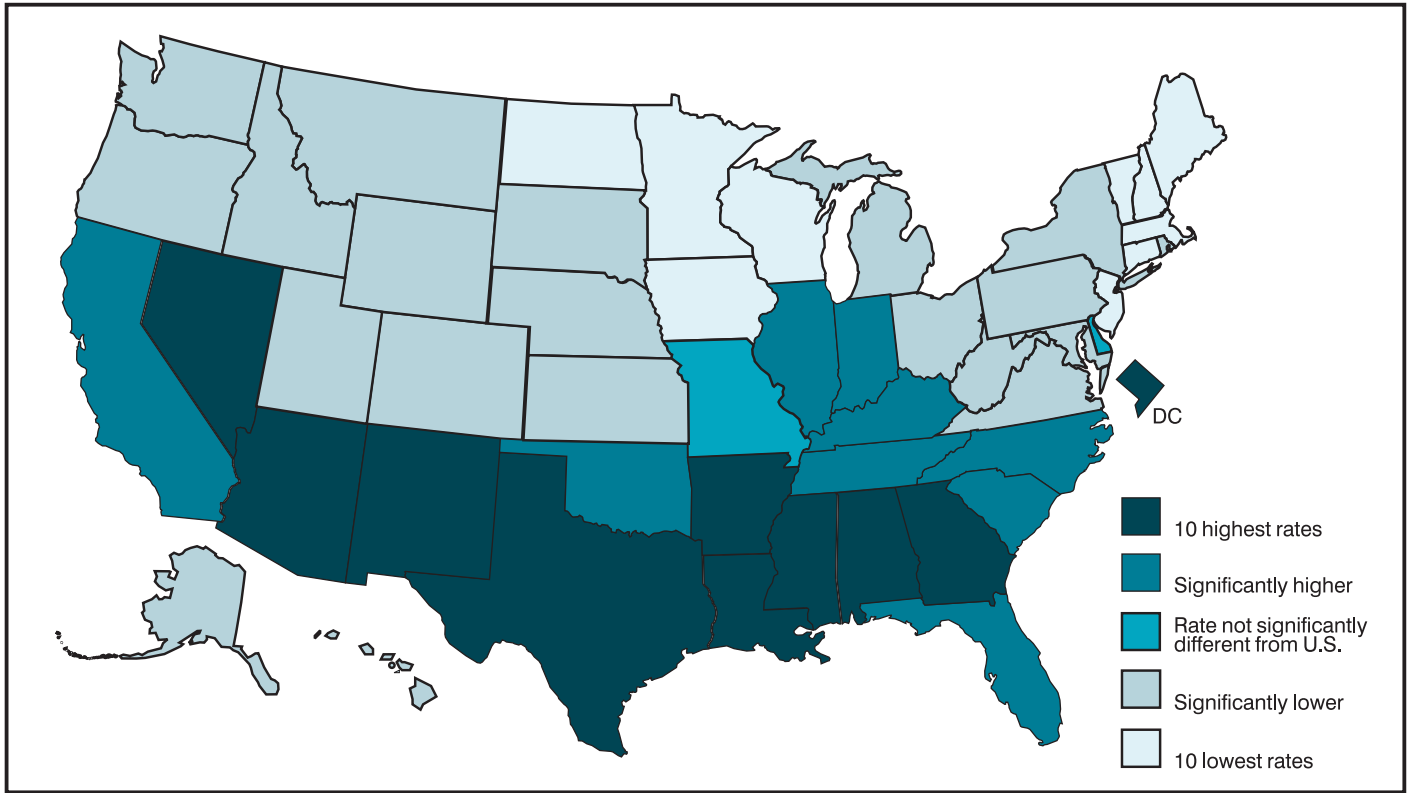 DC
10 highest rates
Significantly higher
Rate not significantly
different from U.S.
Significantly lower
10 lowest rates